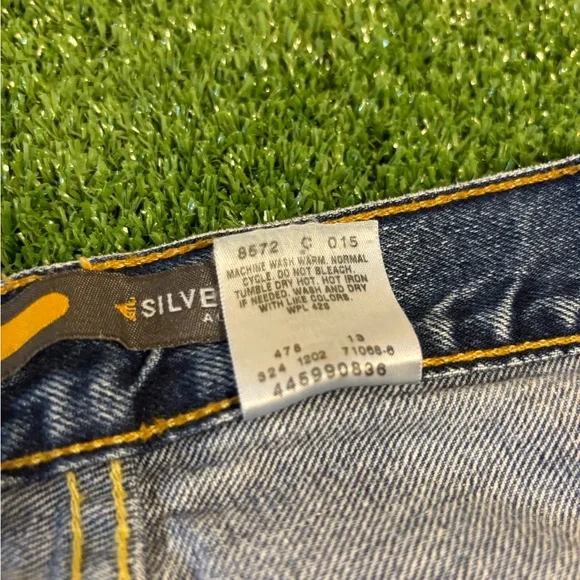 8572 C 015
MACHINE WASH WARM. NORMAL
CYCLE. DO NOT BLEACH.
TUMBLE DRY HOT. HOT IRON
IF NEEDED. WASH AND DRY
WITH LIKE COLORS.
WPL 423
478 13
324 1202 71068-6
445990836
SILVE